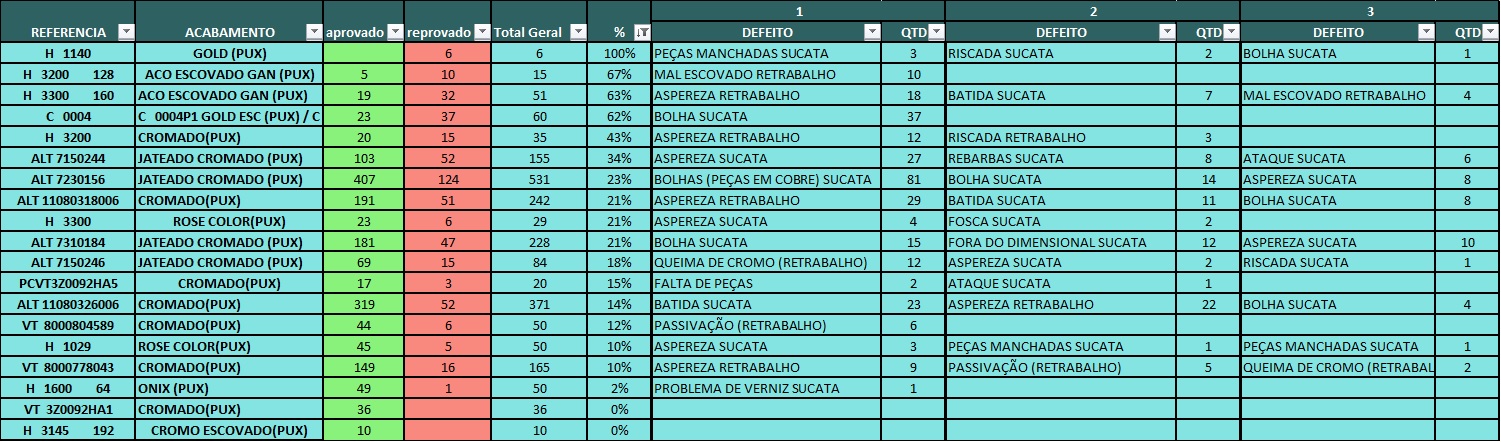 1 2 3
REFERENCIA ACABAMENTO aprovado reprovado Total Geral % DEFEITO QTD DEFEITO QTD DEFEITO QTD
H 1140 GOLD (PUX) 6 6 100% PEÇAS MANCHADAS SUCATA 3 RISCADA SUCATA 2 BOLHA SUCATA 1
H 3200 128 ACO ESCOVADO GAN (PUX) 5 10 15 67% MAL ESCOVADO RETRABALHO 10
H 3300 160 ACO ESCOVADO GAN (PUX) 19 32 51 63% ASPEREZA RETRABALHO 18 BATIDA SUCATA 7 MAL ESCOVADO RETRABALHO 4
C 0004 C 0004P1 GOLD ESC (PUX) / C 23 37 60 62% BOLHA SUCATA 37
H 3200 CROMADO(PUX) 20 15 35 43% ASPEREZA RETRABALHO 12 RISCADA RETRABALHO 3
ALT 7150244 JATEADO CROMADO (PUX) 103 52 155 34% ASPEREZA SUCATA 27 REBARBAS SUCATA 8 ATAQUE SUCATA 6
ALT 7230156 JATEADO CROMADO (PUX) 407 124 531 23% BOLHAS (PEÇAS EM COBRE) SUCATA 81 BOLHA SUCATA 14 ASPEREZA SUCATA 8
ALT 11080318006 CROMADO(PUX) 191 51 242 21% ASPEREZA RETRABALHO 29 BATIDA SUCATA 11 BOLHA SUCATA 8
H 3300 ROSE COLOR(PUX) 23 6 29 21% ASPEREZA SUCATA 4 FOSCA SUCATA 2
ALT 7310184 JATEADO CROMADO (PUX) 181 47 228 21% BOLHA SUCATA 15 FORA DO DIMENSIONAL SUCATA 12 ASPEREZA SUCATA 10
ALT 7150246 JATEADO CROMADO (PUX) 69 15 84 18% QUEIMA DE CROMO (RETRABALHO) 12 ASPEREZA SUCATA 2 RISCADA SUCATA 1
PCVT3Z0092HA5 CROMADO(PUX) 17 3 20 15% FALTA DE PEÇAS 2 ATAQUE SUCATA 1
ALT 11080326006 CROMADO(PUX) 319 52 371 14% BATIDA SUCATA 23 ASPEREZA RETRABALHO 22 BOLHA SUCATA 4
VT 8000804589 CROMADO(PUX) 44 6 50 12% PASSIVAÇÃO (RETRABALHO) 6
H 1029 ROSE COLOR(PUX) 45 5 50 10% ASPEREZA SUCATA 3 PEÇAS MANCHADAS SUCATA 1 PEÇAS MANCHADAS SUCATA 1
VT 8000778043 CROMADO(PUX) 149 16 165 10% ASPEREZA RETRABALHO 9 PASSIVAÇÃO (RETRABALHO) 5 QUEIMA DE CROMO (RETRABAL 2
H 1600 64 ONIX (PUX) 49 1 50 2% PROBLEMA DE VERNIZ SUCATA 1
VT 3Z0092HA1 CROMADO(PUX) 36 36 0%
H 3145 192 CROMO ESCOVADO(PUX) 10 10 0%